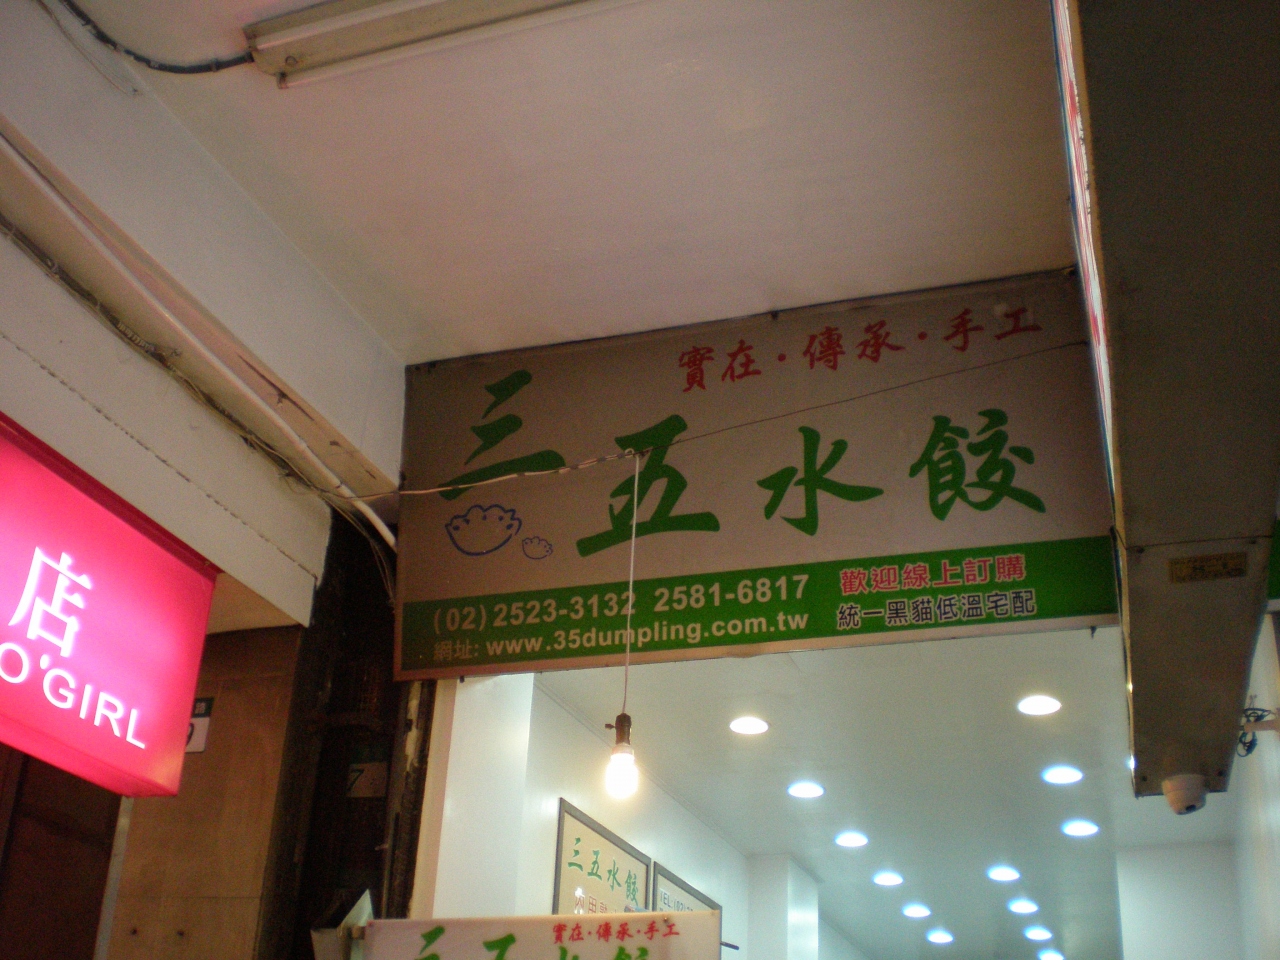 實在・傳承・手工
三五水餃
(02) 2523-3132 2581-6817
網址: www.35dumpling.com.tw
歡迎線上訂購
統一黑貓低溫宅配
店
O'GIRL
7
三五水餃
實在・傳承・手工